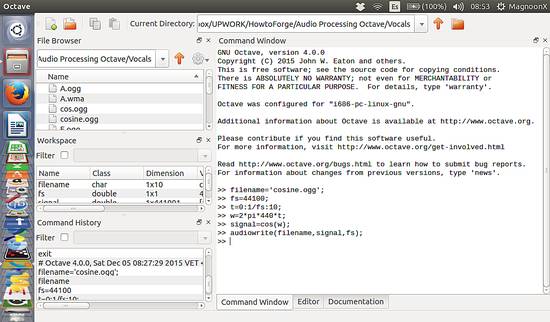 Octave
Es
08:53
MagnoonX
Current Directory:
ox/UPWORK/HowtoForge/Audio Processing Octave/Vocals
File Browser
Audio Processing Octave/Vocals
Name
A.ogg
A.wma
cos.ogg
cosine.ogg
E.ogg
Workspace
Filter
Name
Class
Dimension
V
filename
char
1x10
c
fs
double
1x1
4
signal
double
1x441001
Command History
Filter
exit
# Octave 4.0.0, Sat Dec 05 08:27:29 2015 VET
filename='cosine.ogg';
filename
fs=44100
t=0:1/fs:10;
Command Window
GNU Octave, version 4.0.0
Copyright (C) 2015 John W. Eaton and others.
This is free software; see the source code for copying conditions.
There is ABSOLUTELY NO WARRANTY; not even for MERCHANTABILITY or
FITNESS FOR A PARTICULAR PURPOSE.  For details, type 'warranty'.
Octave was configured for "i686-pc-linux-gnu".
Additional information about Octave is available at http://www.octave.org.
Please contribute if you find this software useful.
For more information, visit http://www.octave.org/get-involved.html
Read http://www.octave.org/bugs.html to learn how to submit bug reports.
For information about changes from previous versions, type 'news'.
>> filename='cosine.ogg';
>> fs=44100;
>> t=0:1/fs:10;
>> w=2*pi*440*t;
>> signal=cos(w);
>> audiowrite(filename,signal,fs);
>>
Command Window
Editor
Documentation